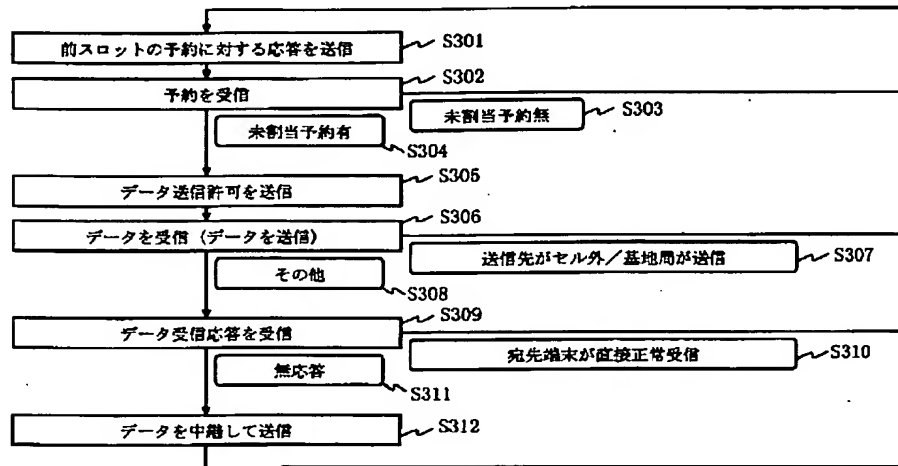 前スロットの予約に対する応答を送信 S301
予約を受信 S302
未割当予約無 S303
未割当予約有 S304
データ送信許可を送信 S305
データを受信（データを送信） S306
送信先がセル外／基地局が送信 S307
その他 S308
データ受信応答を受信 S309
宛先端末が直接正常受信 S310
無応答 S311
データを中継して送信 S312